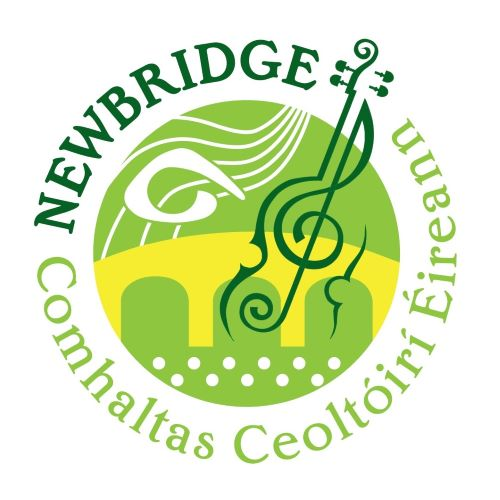 NEWBRIDGE
Comhaltas Ceoltóirí Éireann